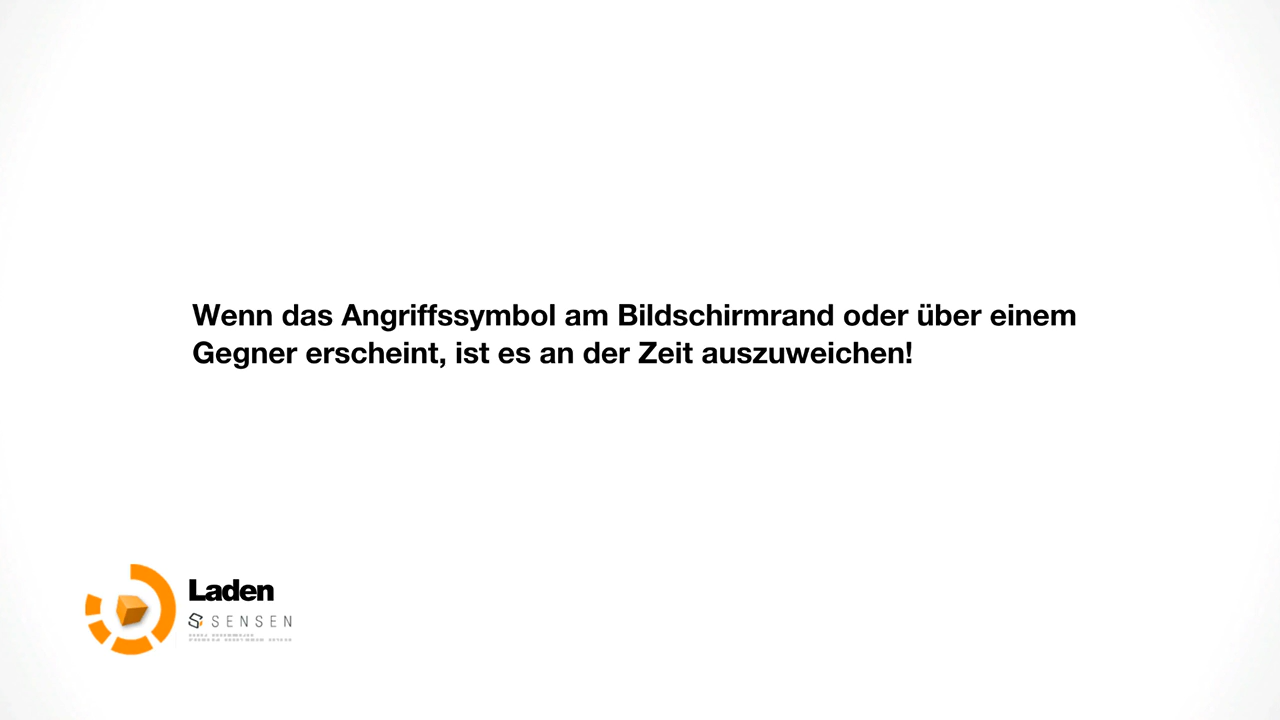 Wenn das Angriffssymbol am Bildschirmrand oder über einem
Gegner erscheint, ist es an der Zeit auszuweichen!
Laden
SENSEN